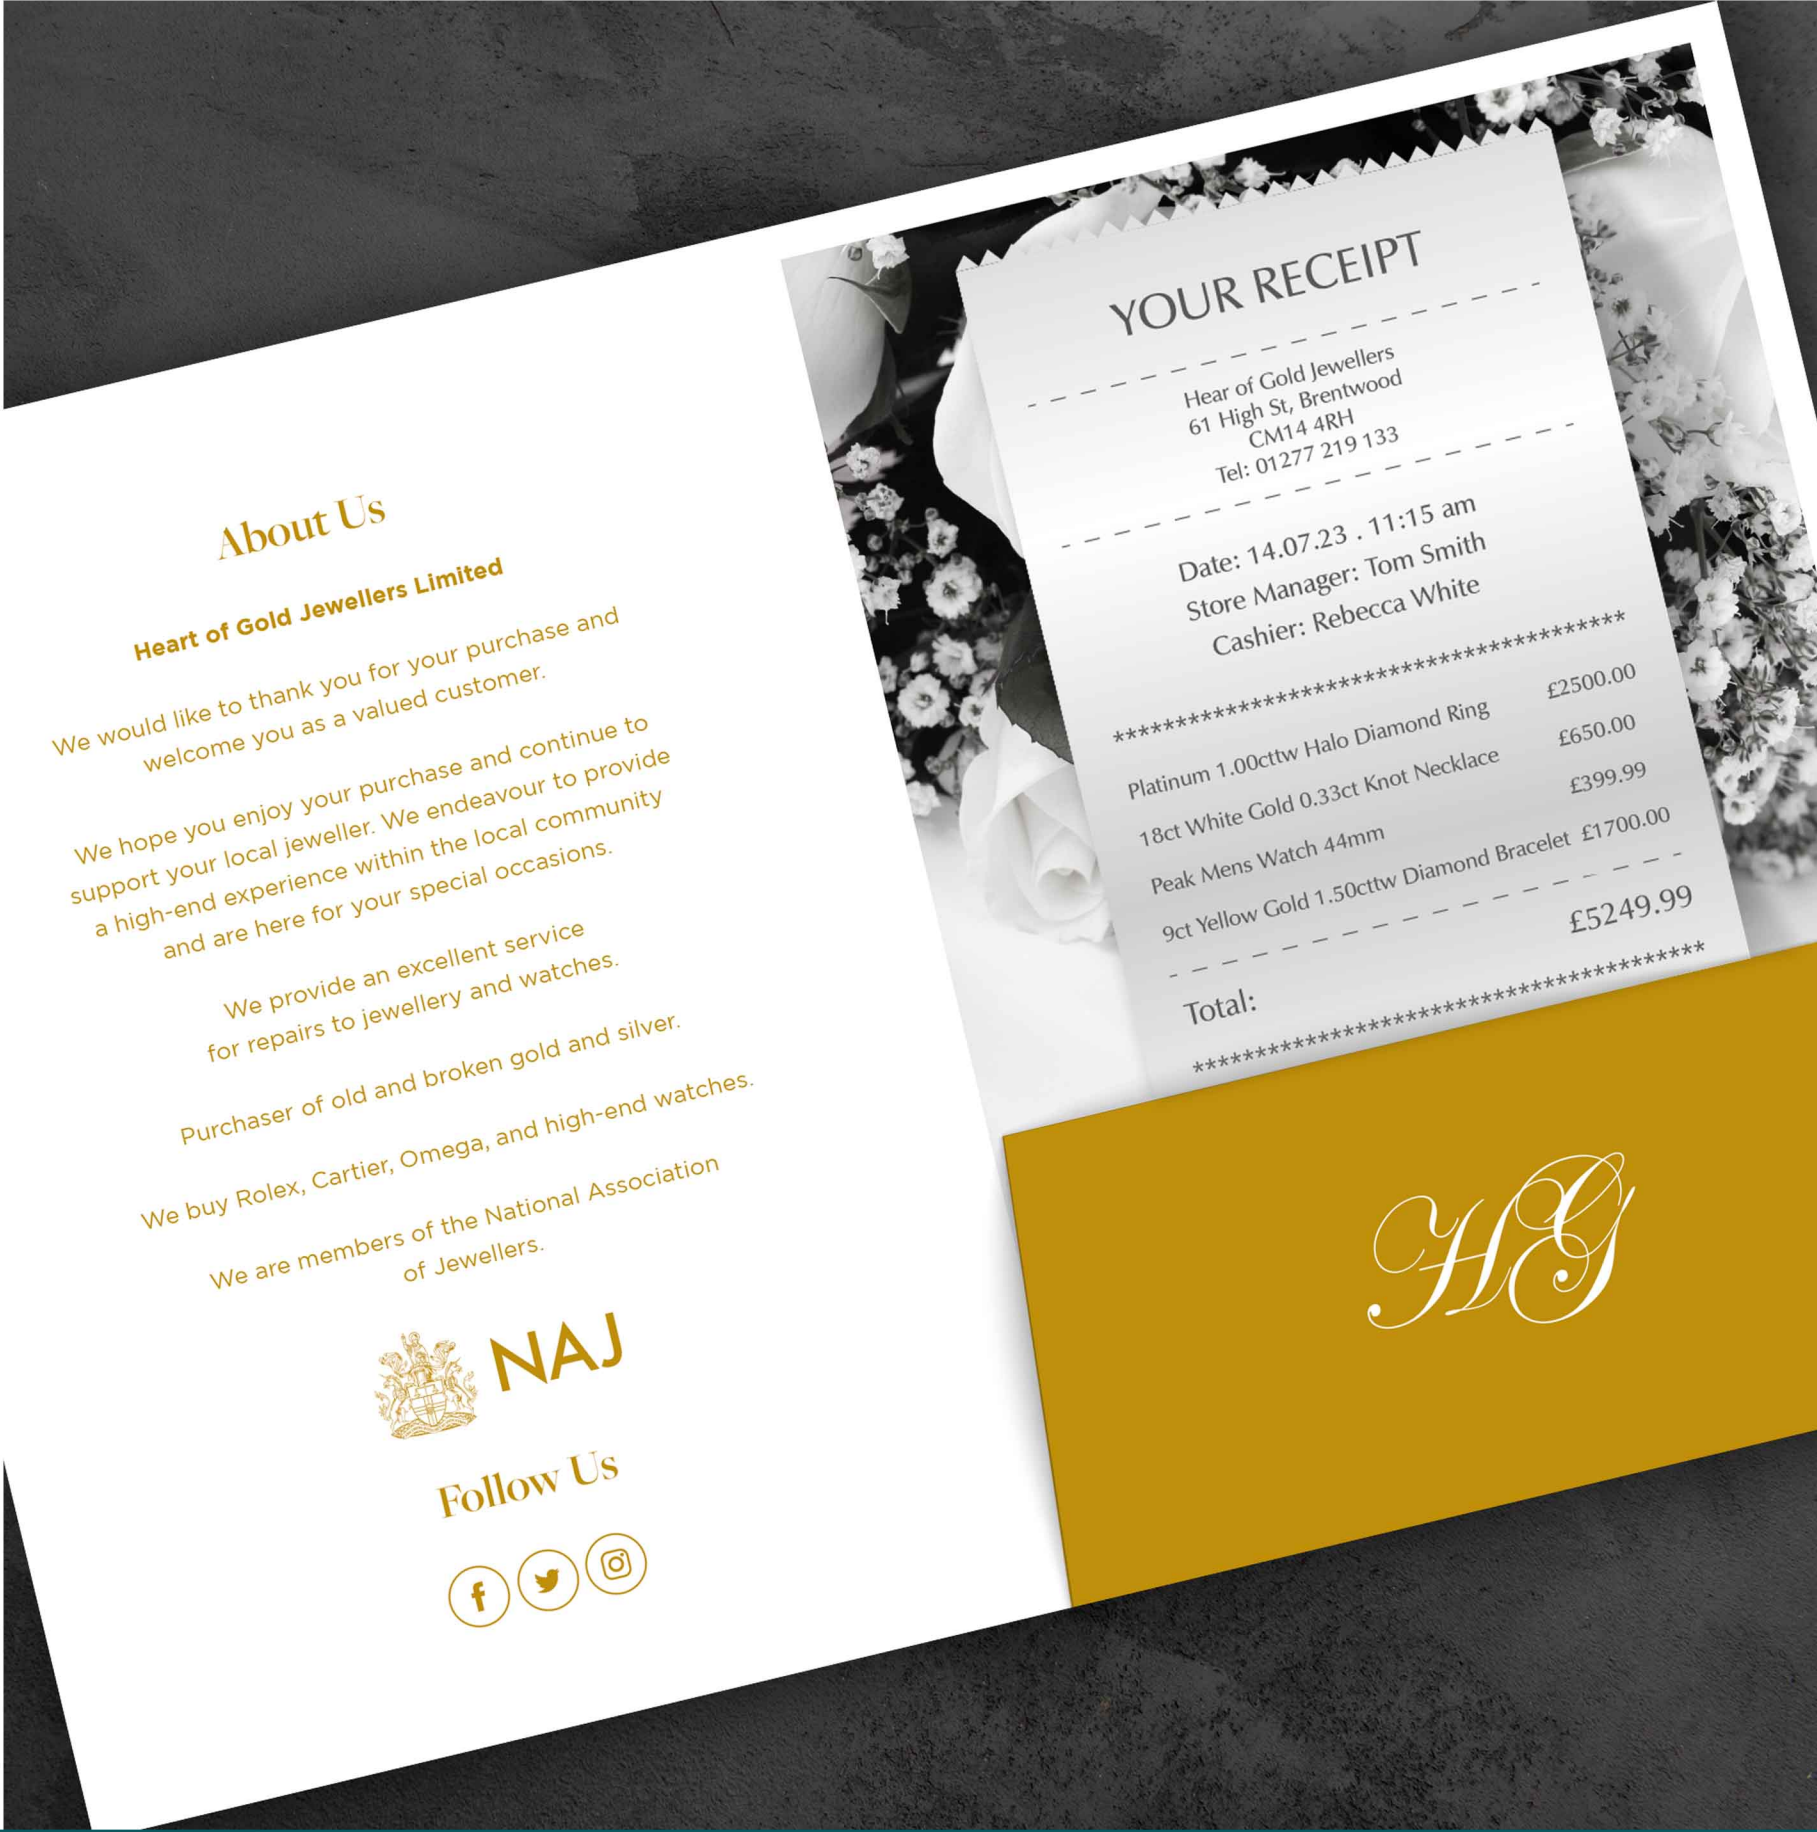 About Us
Heart of Gold Jewellers Limited
We would like to thank you for your purchase and
welcome you as a valued customer.
We hope you enjoy your purchase and continue to
support your local jeweller. We endeavour to provide
a high-end experience within the local community
and are here for your special occasions.
We provide an excellent service
for repairs to jewellery and watches.
Purchaser of old and broken gold and silver.
We buy Rolex, Cartier, Omega, and high-end watches.
We are members of the National Association
of Jewellers.
NAJ
Follow Us
YOUR RECEIPT
Hear of Gold Jewellers
61 High St, Brentwood
CM14 4RH
Tel: 01277 219 133
Date: 14.07.23 . 11:15 am
Store Manager: Tom Smith
Cashier: Rebecca White
******************************************
Platinum 1.00cttw Halo Diamond Ring £2500.00
18ct White Gold 0.33ct Knot Necklace £650.00
Peak Mens Watch 44mm £399.99
9ct Yellow Gold 1.50cttw Diamond Bracelet £1700.00
Total: £5249.99
******************************************
HG